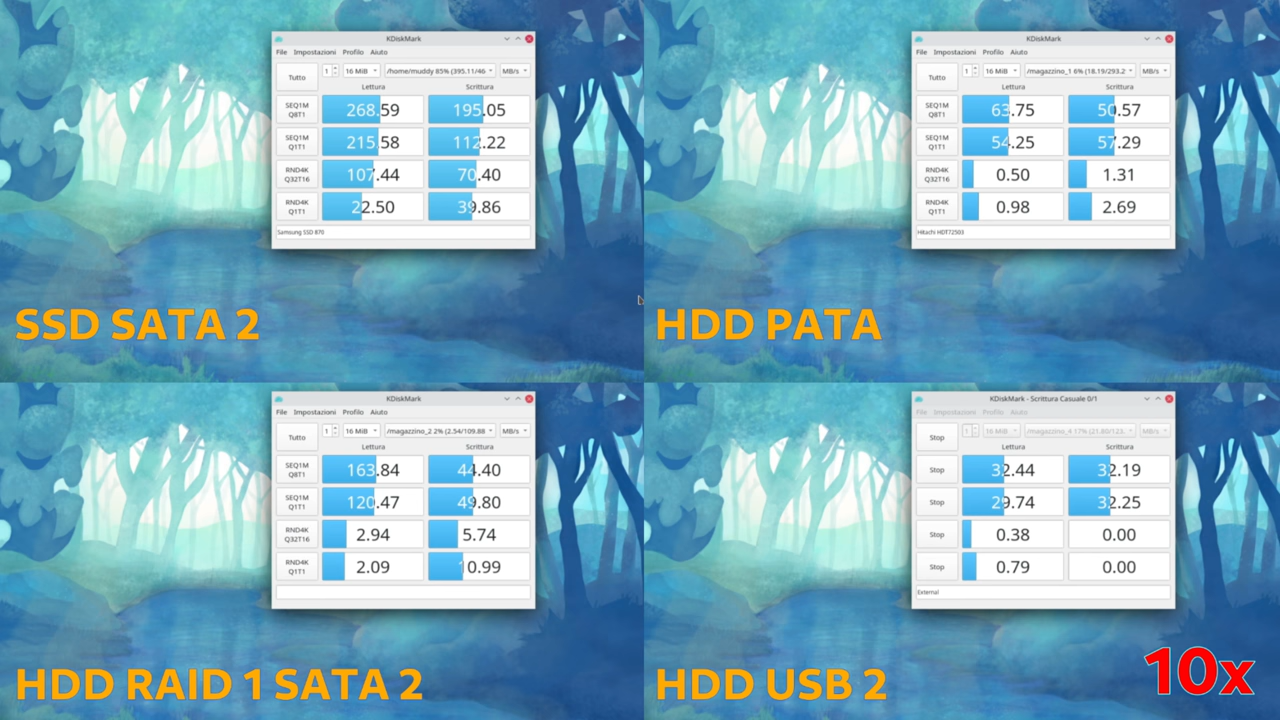 KDiskMark
File Impostazioni Profilo Aiuto
Tutto 1 16 MiB /home/muddy 85% (395.11/46 MB/s
Lettura Scrittura
SEQ1M Q8T1 268.59 195.05
SEQ1M Q1T1 215.58 112.22
RND4K Q32T16 107.44 70.40
RND4K Q1T1 22.50 39.86
Samsung SSD 870
SSD SATA 2
KDiskMark
File Impostazioni Profilo Aiuto
Tutto 1 16 MiB /magazzino_1 6% (18.19/293.2 MB/s
Lettura Scrittura
SEQ1M Q8T1 63.75 50.57
SEQ1M Q1T1 54.25 57.29
RND4K Q32T16 0.50 1.31
RND4K Q1T1 0.98 2.69
Hitachi HDT72503
HDD PATA
KDiskMark
File Impostazioni Profilo Aiuto
Tutto 1 16 MiB /magazzino_2 2% (2.54/109.88 MB/s
Lettura Scrittura
SEQ1M Q8T1 163.84 44.40
SEQ1M Q1T1 120.47 49.80
RND4K Q32T16 2.94 5.74
RND4K Q1T1 2.09 10.99
HDD RAID 1 SATA 2
KDiskMark - Scrittura Casuale 0/1
File Impostazioni Profilo Aiuto
Stop 1 16 MiB /magazzino_4 17% (21.80/123. MB/s
Lettura Scrittura
Stop 32.44 32.19
Stop 29.74 32.25
Stop 0.38 0.00
Stop 0.79 0.00
External
HDD USB 2
10x